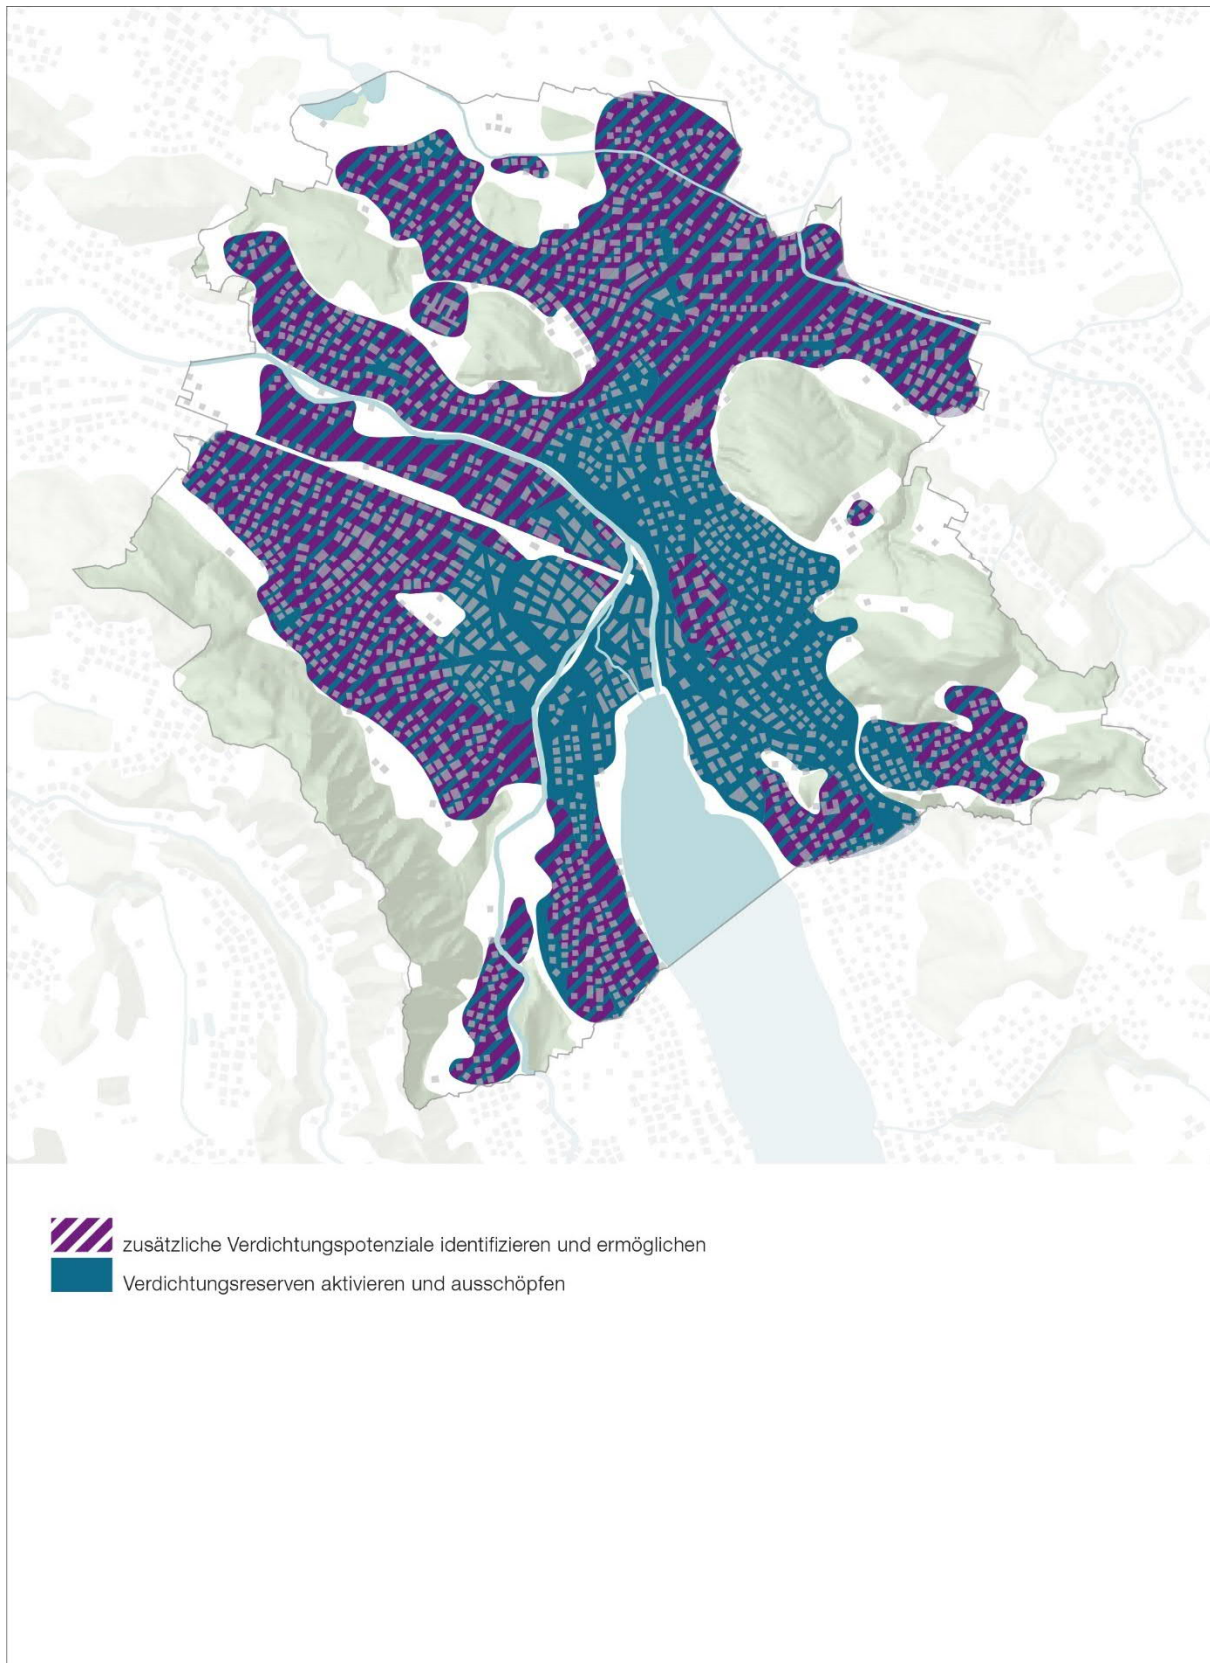 zusätzliche Verdichtungspotenziale identifizieren und ermöglichen
Verdichtungsreserven aktivieren und ausschöpfen